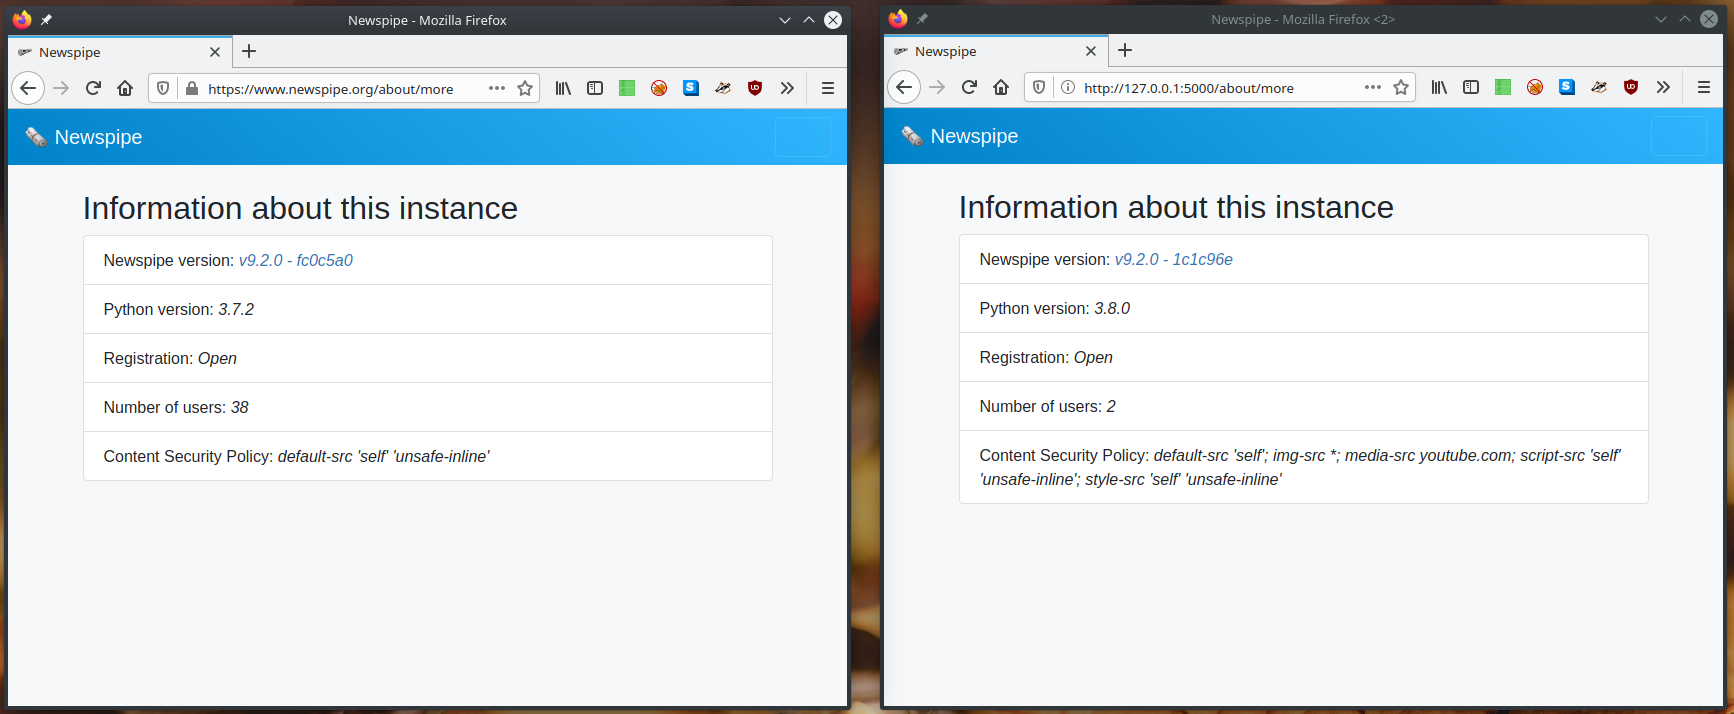 Newspipe - Mozilla Firefox
Newspipe
https://www.newspipe.org/about/more
Newspipe
Information about this instance
Newspipe version: v9.2.0 - fc0c5a0
Python version: 3.7.2
Registration: Open
Number of users: 38
Content Security Policy: default-src 'self' 'unsafe-inline'
Newspipe - Mozilla Firefox <2>
Newspipe
http://127.0.0.1:5000/about/more
Newspipe
Information about this instance
Newspipe version: v9.2.0 - 1c1c96e
Python version: 3.8.0
Registration: Open
Number of users: 2
Content Security Policy: default-src 'self'; img-src *; media-src youtube.com; script-src 'self'
'unsafe-inline'; style-src 'self' 'unsafe-inline'